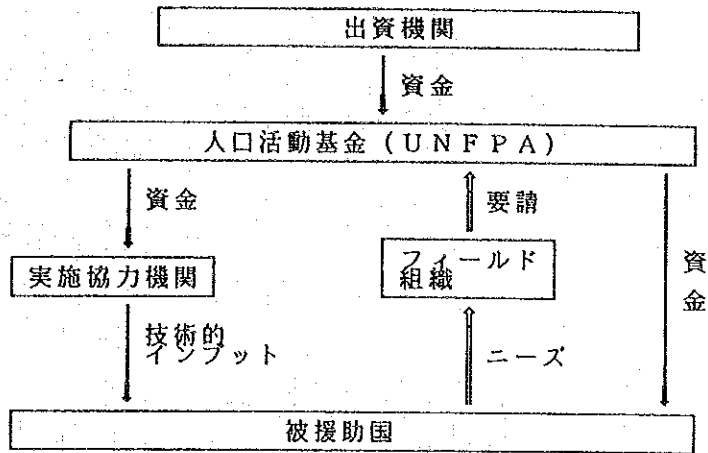 出資機関
資金
人口活動基金（UNFPA）
資金
要請
実施協力機関
フィールド
組織
資金
技術的
インプット
ニーズ
被援助国